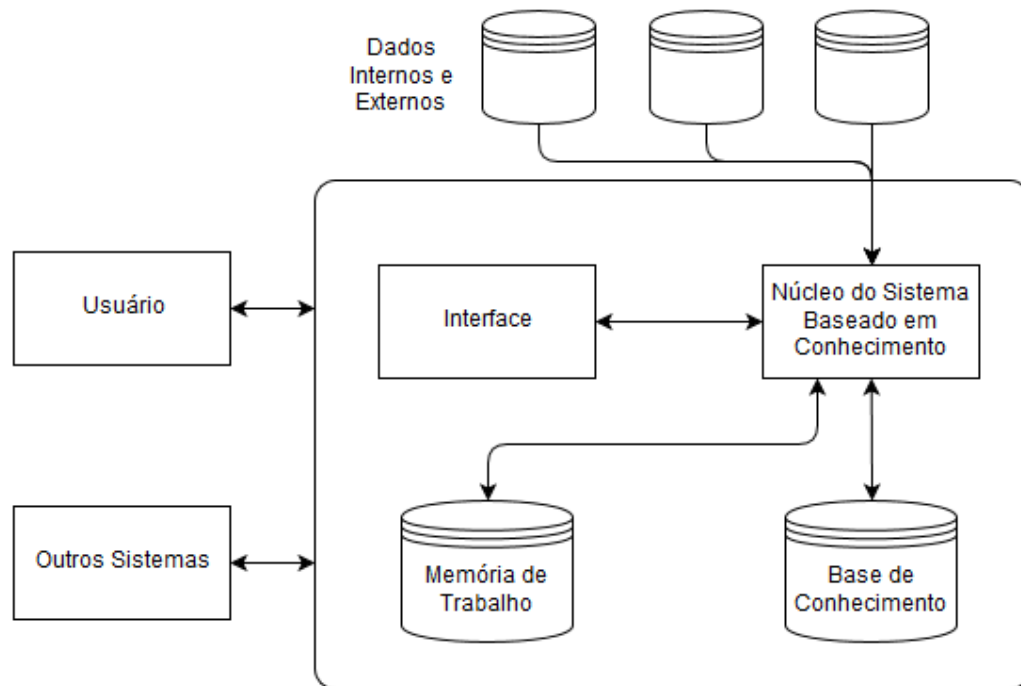 Dados
Internos e
Externos
Usuário
Interface
Núcleo do Sistema
Baseado em
Conhecimento
Outros Sistemas
Memória de
Trabalho
Base de
Conhecimento